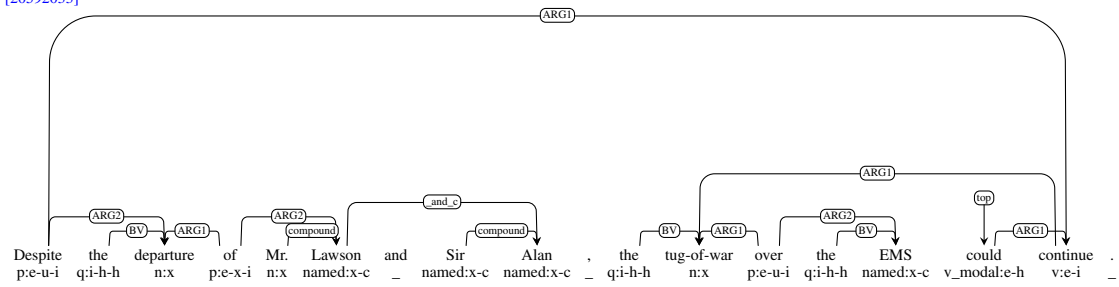 [20392053]
ARG1
ARG1
_and_c
top
ARG2 ARG2 ARG2
BV ARG1 compound compound BV ARG1 BV ARG1
Despite the departure of Mr. Lawson and Sir Alan , the tug-of-war over the EMS could continue .
p:e-u-i q:i-h-h n:x p:e-x-i n:x named:x-c _ named:x-c named:x-c _ q:i-h-h n:x p:e-u-i q:i-h-h named:x-c v_modal:e-h v:e-i _